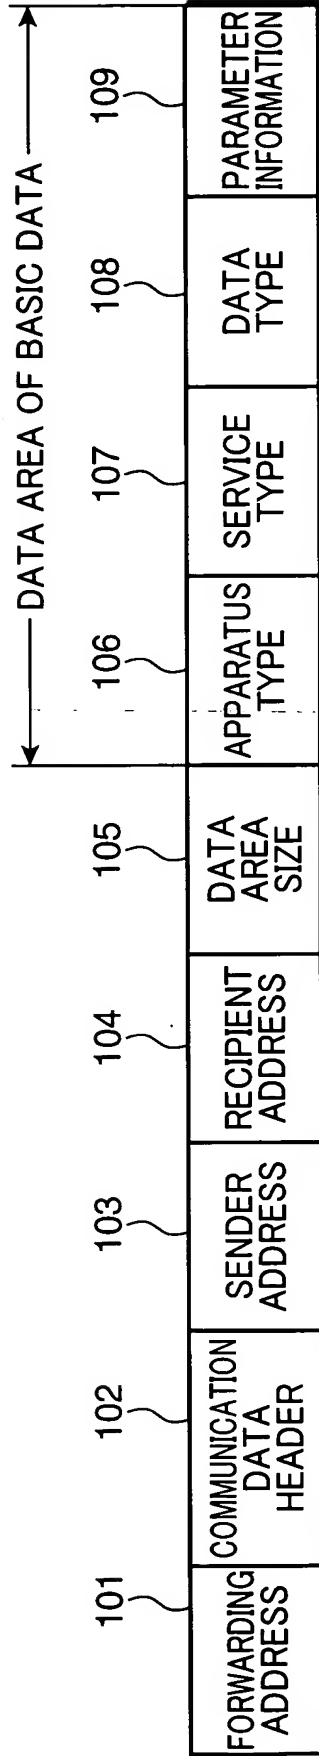 DATA AREA OF BASIC DATA
101
102
103
104
105
106
107
108
109
FORWARDING
ADDRESS
COMMUNICATION
DATA
HEADER
SENDER
ADDRESS
RECIPIENT
ADDRESS
DATA
AREA
SIZE
APPARATUS
TYPE
SERVICE
TYPE
DATA
TYPE
PARAMETER
INFORMATION